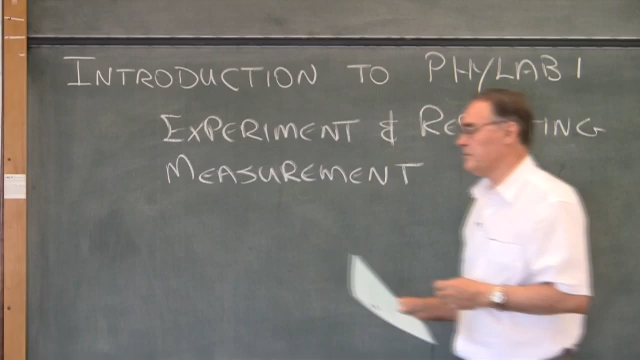 INTRODUCTION TO PHYLAB 1
EXPERIMENT &
MEASUREMENT